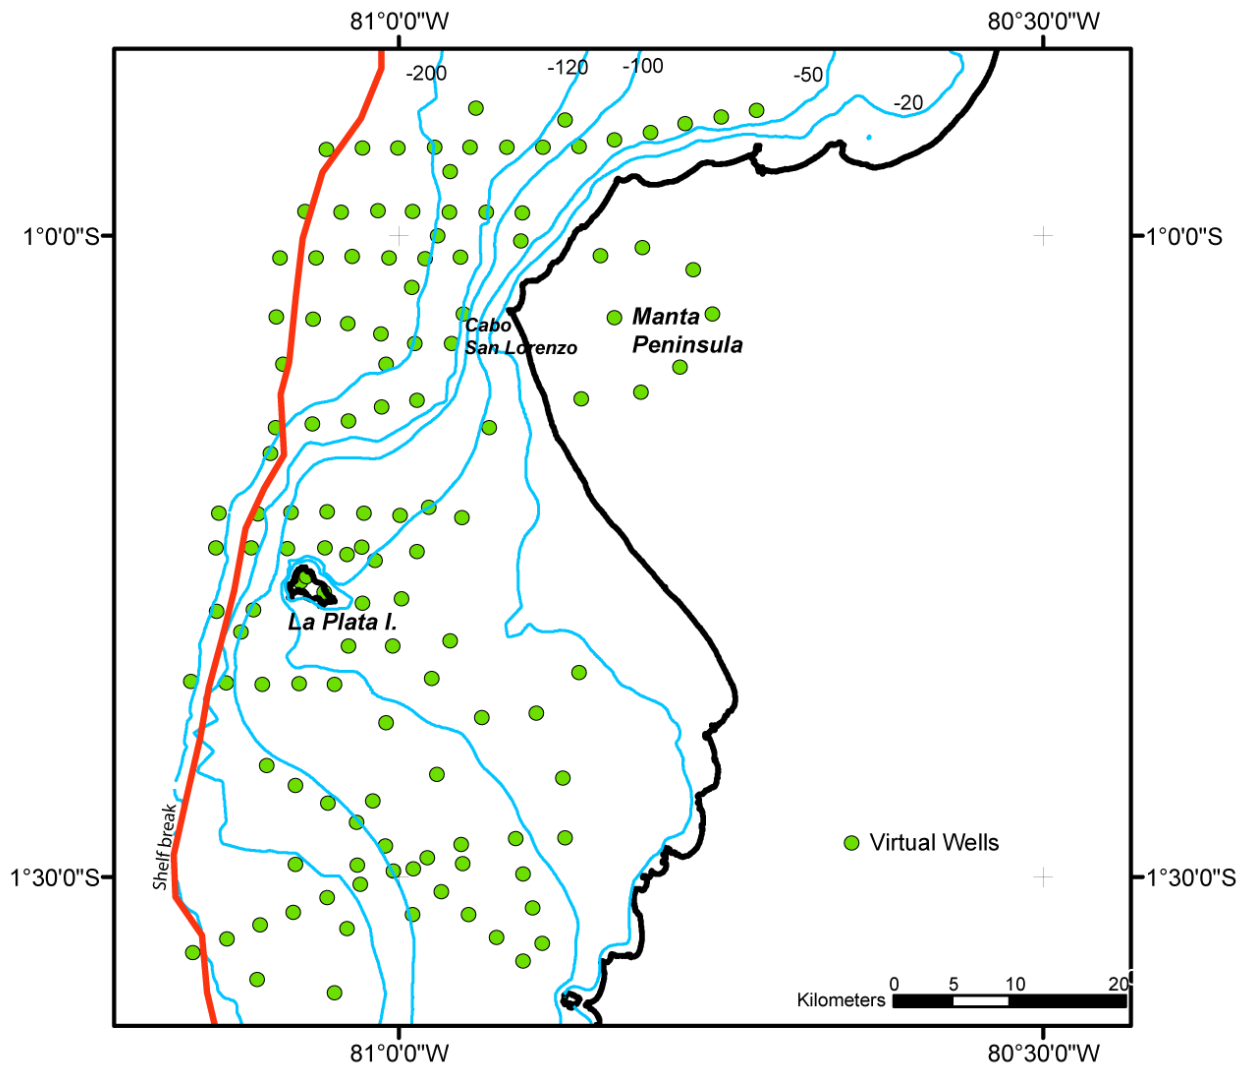 81°0'0"W
80°30'0"W
-200
-120
-100
-50
-20
1°0'0"S
1°0'0"S
Cabo
San Lorenzo
Manta
Peninsula
La Plata I.
Shelf break
Virtual Wells
1°30'0"S
1°30'0"S
0
5
10
20
Kilometers
81°0'0"W
80°30'0"W